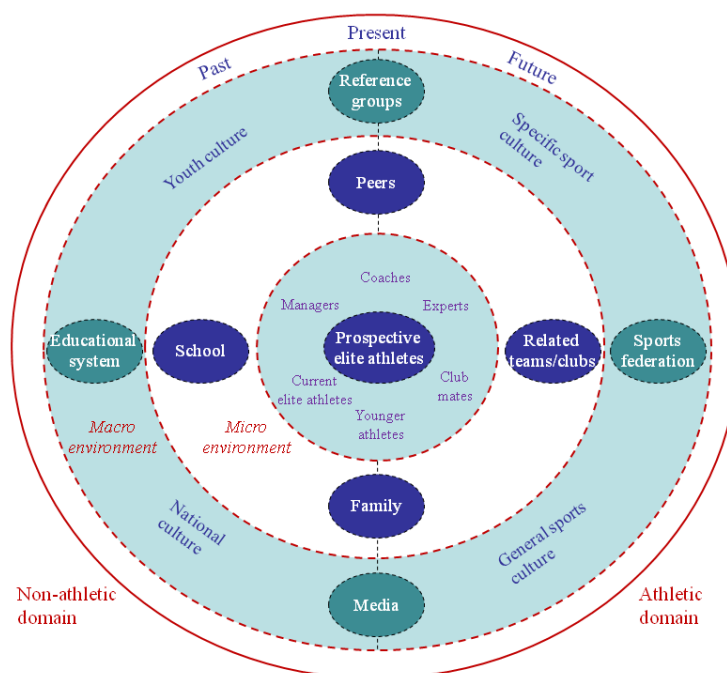 Present
Past
Future
Reference
groups
Youth culture
Specific sport
culture
Peers
Coaches
Managers
Experts
Educational
system
School
Prospective
elite athletes
Related
teams/clubs
Sports
federation
Current
elite athletes
Club
mates
Younger
athletes
Macro
environment
Micro
environment
Family
National
culture
General sports
culture
Non-athletic
domain
Media
Athletic
domain